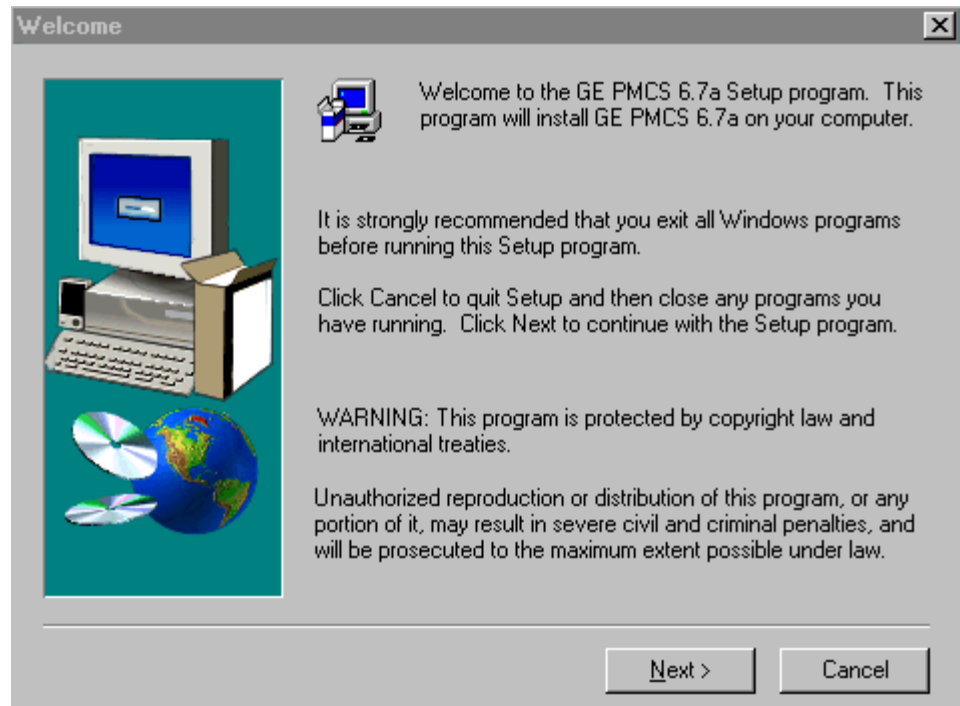 Welcome
Welcome to the GE PMCS 6.7a Setup program.  This
program will install GE PMCS 6.7a on your computer.
It is strongly recommended that you exit all Windows programs
before running this Setup program.
Click Cancel to quit Setup and then close any programs you
have running.  Click Next to continue with the Setup program.
WARNING: This program is protected by copyright law and
international treaties.
Unauthorized reproduction or distribution of this program, or any
portion of it, may result in severe civil and criminal penalties, and
will be prosecuted to the maximum extent possible under law.
Next >
Cancel